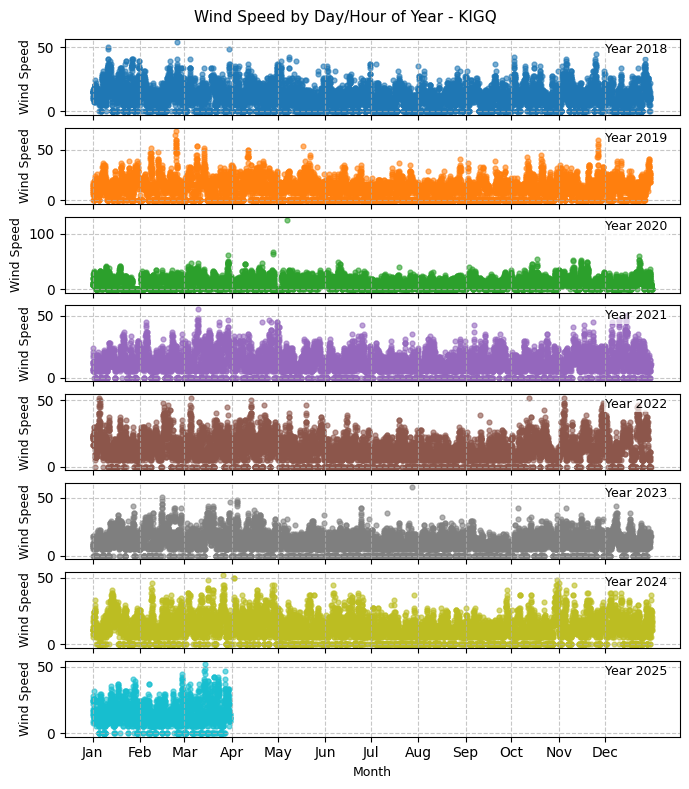 Wind Speed by Day/Hour of Year - KIGQ
Wind Speed
50
0
Year 2018
Wind Speed
50
0
Year 2019
Wind Speed
100
0
Year 2020
Wind Speed
50
0
Year 2021
Wind Speed
50
0
Year 2022
Wind Speed
50
0
Year 2023
Wind Speed
50
0
Year 2024
Wind Speed
50
0
Year 2025
Jan Feb Mar Apr May Jun Jul Aug Sep Oct Nov Dec
Month